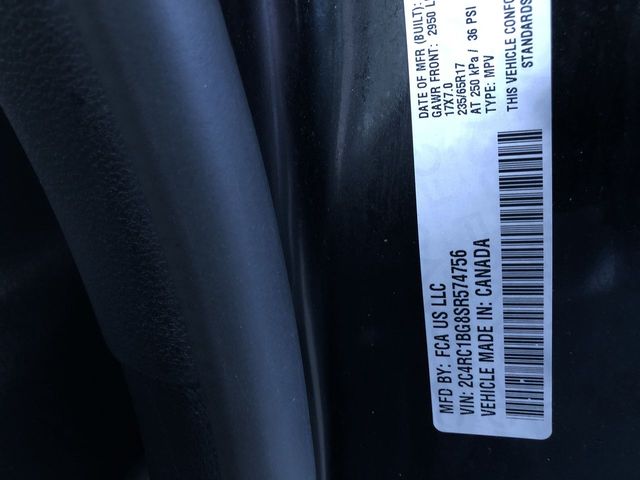 MFD BY: FCA US LLC
DATE OF MFR (BUILT):
GAWR FRONT: 2950 L
17X7.0
235/65R17
AT 250 kPa / 36 PSI
VIN: 2C4RC1BG8SR574756
TYPE: MPV
VEHICLE MADE IN: CANADA
THIS VEHICLE CONFO
STANDARDS